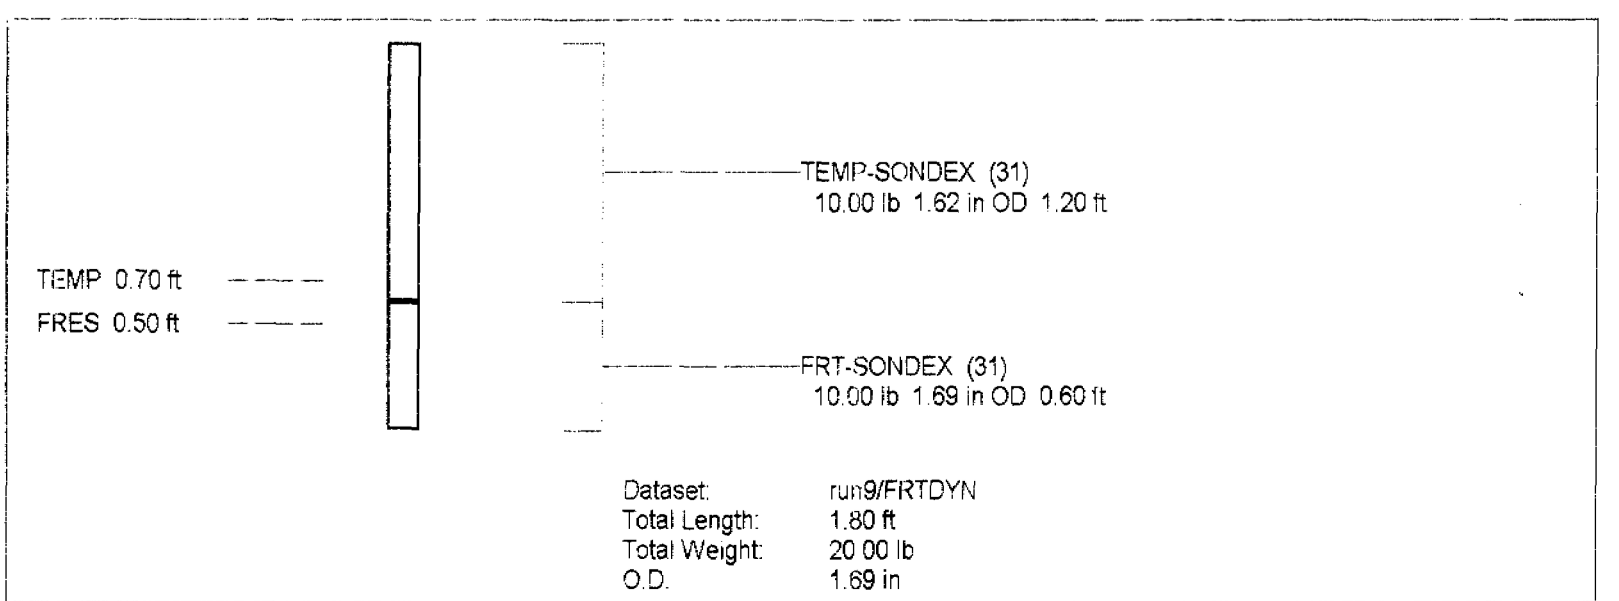 TEMP-SONDEX (31)
10.00 lb 1.62 in OD 1.20 ft
TEMP 0.70 ft
FRES 0.50 ft
FRT-SONDEX (31)
10.00 lb 1.69 in OD 0.60 ft
Dataset: run9/FRTDYN
Total Length: 1.80 ft
Total Weight: 20 00 lb
O.D. 1.69 in